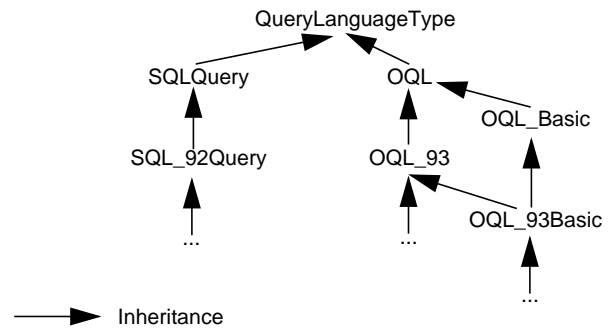 QueryLanguageType
SQLQuery OQL
OQL_Basic
SQL_92Query OQL_93
OQL_93Basic
... ...
...
Inheritance